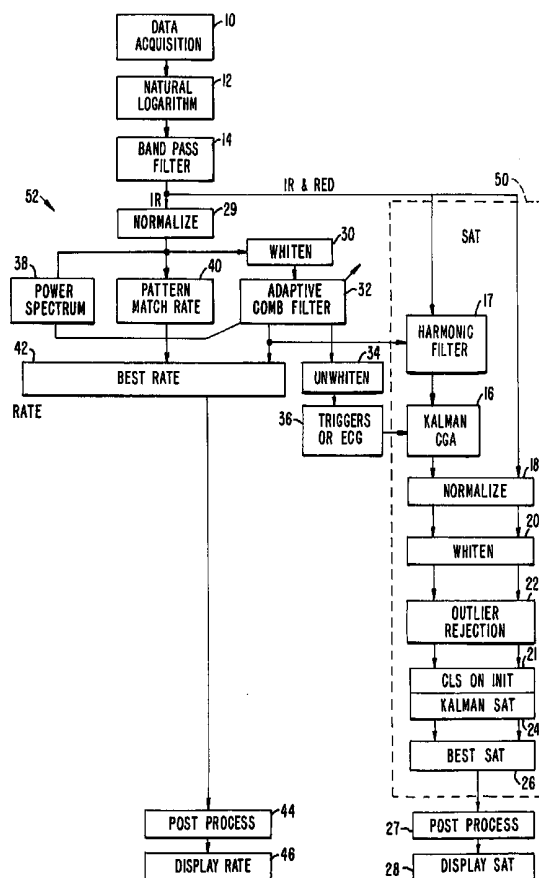 DATA
ACQUISITION
10
NATURAL
LOGARITHM
12
BAND PASS
FILTER
14
IR & RED
50
52
IR
NORMALIZE
29
WHITEN
30
SAT
38
POWER
SPECTRUM
40
PATTERN
MATCH RATE
ADAPTIVE
COMB FILTER
32
17
HARMONIC
FILTER
42
BEST RATE
34
UNWHITEN
RATE
36
TRIGGERS
OR ECG
16
KALMAN
CGA
18
NORMALIZE
20
WHITEN
22
OUTLIER
REJECTION
21
CLS ON INIT
KALMAN SAT
24
BEST SAT
26
POST PROCESS
44
27
POST PROCESS
DISPLAY RATE
46
28
DISPLAY SAT